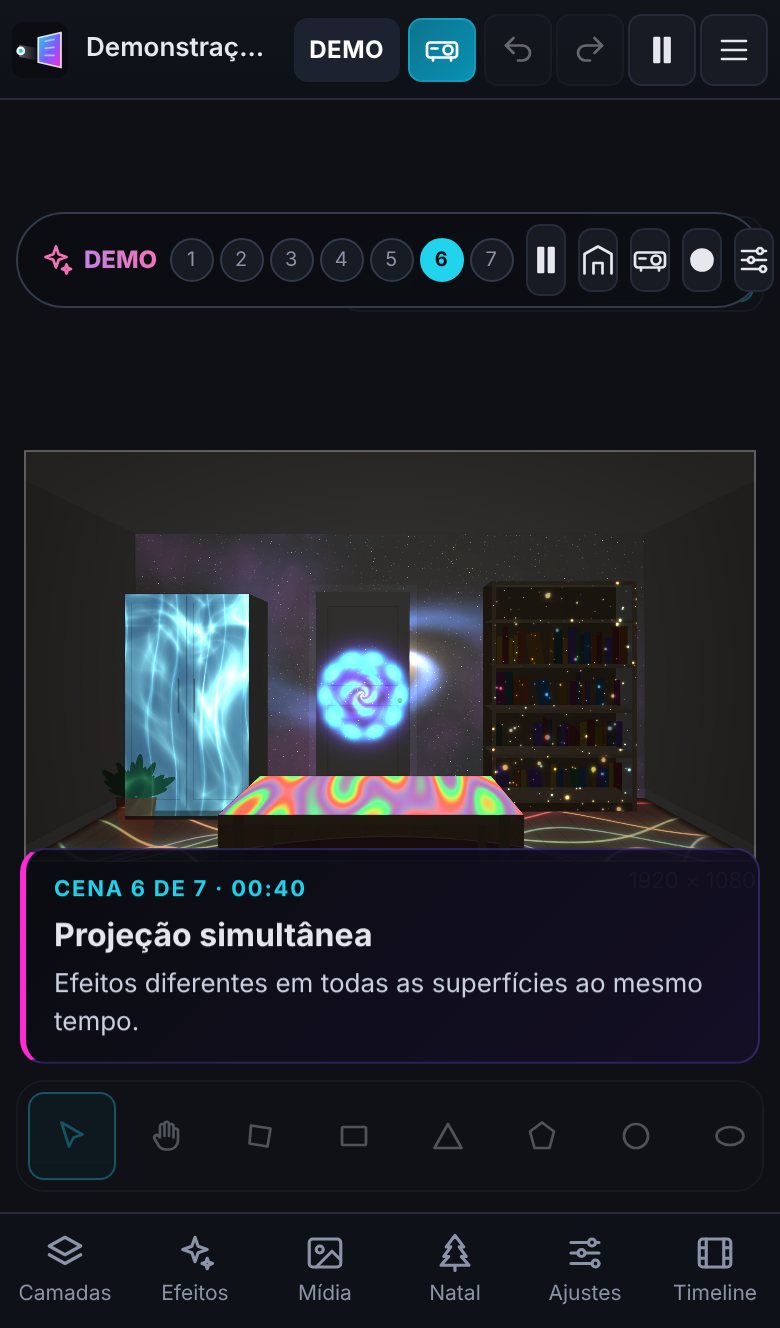 Demonstraç...
DEMO
DEMO
1
2
3
4
5
6
7
1920 × 1080
CENA 6 DE 7 · 00:40
Projeção simultânea
Efeitos diferentes em todas as superfícies ao mesmo
tempo.
Camadas
Efeitos
Mídia
Natal
Ajustes
Timeline